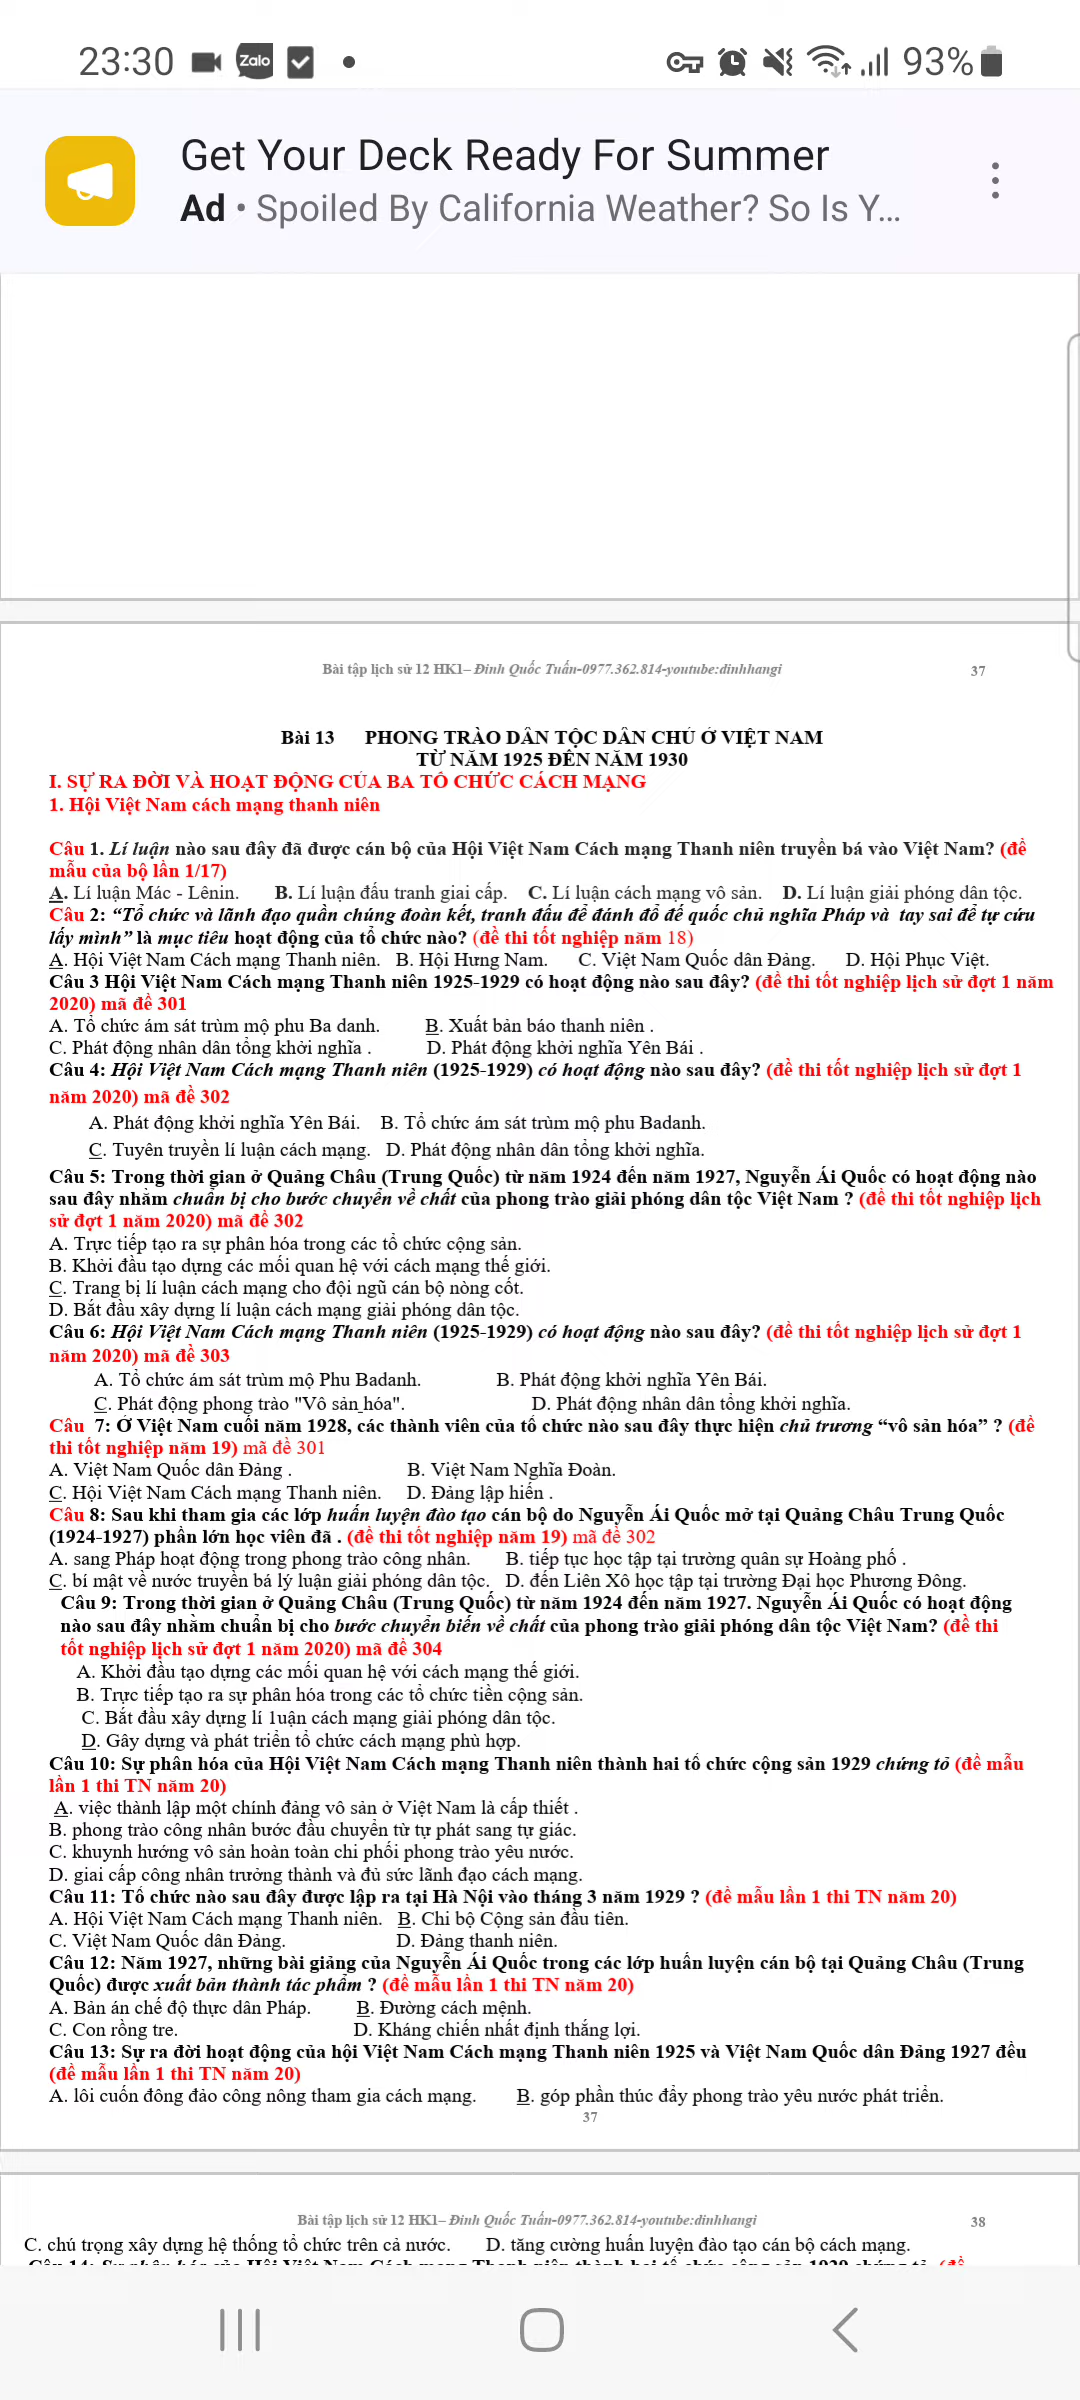 23:30 Zalo 93%
Get Your Deck Ready For Summer
Ad • Spoiled By California Weather? So Is Y...
Bài tập lịch sử 12 HK1– Đinh Quốc Tuấn-0977.362.814-youtube:dinhhangi 37
Bài 13 PHONG TRÀO DÂN TỘC DÂN CHỦ Ở VIỆT NAM
TỪ NĂM 1925 ĐẾN NĂM 1930
I. SỰ RA ĐỜI VÀ HOẠT ĐỘNG CỦA BA TỔ CHỨC CÁCH MẠNG
1. Hội Việt Nam cách mạng thanh niên
Câu 1. Lí luận nào sau đây đã được cán bộ của Hội Việt Nam Cách mạng Thanh niên truyền bá vào Việt Nam? (đề
mẫu của bộ lần 1/17)
A. Lí luận Mác - Lênin. B. Lí luận đấu tranh giai cấp. C. Lí luận cách mạng vô sản. D. Lí luận giải phóng dân tộc.
Câu 2: “Tổ chức và lãnh đạo quần chúng đoàn kết, tranh đấu để đánh đổ đế quốc chủ nghĩa Pháp và tay sai để tự cứu
lấy mình” là mục tiêu hoạt động của tổ chức nào? (đề thi tốt nghiệp năm 18)
A. Hội Việt Nam Cách mạng Thanh niên. B. Hội Hưng Nam. C. Việt Nam Quốc dân Đảng. D. Hội Phục Việt.
Câu 3 Hội Việt Nam Cách mạng Thanh niên 1925-1929 có hoạt động nào sau đây? (đề thi tốt nghiệp lịch sử đợt 1 năm
2020) mã đề 301
A. Tổ chức ám sát trùm mộ phu Ba danh. B. Xuất bản báo thanh niên .
C. Phát động nhân dân tổng khởi nghĩa . D. Phát động khởi nghĩa Yên Bái .
Câu 4: Hội Việt Nam Cách mạng Thanh niên (1925-1929) có hoạt động nào sau đây? (đề thi tốt nghiệp lịch sử đợt 1
năm 2020) mã đề 302
A. Phát động khởi nghĩa Yên Bái. B. Tổ chức ám sát trùm mộ phu Badanh.
C. Tuyên truyền lí luận cách mạng. D. Phát động nhân dân tổng khởi nghĩa.
Câu 5: Trong thời gian ở Quảng Châu (Trung Quốc) từ năm 1924 đến năm 1927, Nguyễn Ái Quốc có hoạt động nào
sau đây nhằm chuẩn bị cho bước chuyển về chất của phong trào giải phóng dân tộc Việt Nam ? (đề thi tốt nghiệp lịch
sử đợt 1 năm 2020) mã đề 302
A. Trực tiếp tạo ra sự phân hóa trong các tổ chức cộng sản.
B. Khởi đầu tạo dựng các mối quan hệ với cách mạng thế giới.
C. Trang bị lí luận cách mạng cho đội ngũ cán bộ nòng cốt.
D. Bắt đầu xây dựng lí luận cách mạng giải phóng dân tộc.
Câu 6: Hội Việt Nam Cách mạng Thanh niên (1925-1929) có hoạt động nào sau đây? (đề thi tốt nghiệp lịch sử đợt 1
năm 2020) mã đề 303
A. Tổ chức ám sát trùm mộ Phu Badanh. B. Phát động khởi nghĩa Yên Bái.
C. Phát động phong trào "Vô sản hóa". D. Phát động nhân dân tổng khởi nghĩa.
Câu 7: Ở Việt Nam cuối năm 1928, các thành viên của tổ chức nào sau đây thực hiện chủ trương “vô sản hóa” ? (đề
thi tốt nghiệp năm 19) mã đề 301
A. Việt Nam Quốc dân Đảng . B. Việt Nam Nghĩa Đoàn.
C. Hội Việt Nam Cách mạng Thanh niên. D. Đảng lập hiến .
Câu 8: Sau khi tham gia các lớp huấn luyện đào tạo cán bộ do Nguyễn Ái Quốc mở tại Quảng Châu Trung Quốc
(1924-1927) phần lớn học viên đã . (đề thi tốt nghiệp năm 19) mã đề 302
A. sang Pháp hoạt động trong phong trào công nhân. B. tiếp tục học tập tại trường quân sự Hoàng phố .
C. bí mật về nước truyền bá lý luận giải phóng dân tộc. D. đến Liên Xô học tập tại trường Đại học Phương Đông.
Câu 9: Trong thời gian ở Quảng Châu (Trung Quốc) từ năm 1924 đến năm 1927. Nguyễn Ái Quốc có hoạt động
nào sau đây nhằm chuẩn bị cho bước chuyển biến về chất của phong trào giải phóng dân tộc Việt Nam? (đề thi
tốt nghiệp lịch sử đợt 1 năm 2020) mã đề 304
A. Khởi đầu tạo dựng các mối quan hệ với cách mạng thế giới.
B. Trực tiếp tạo ra sự phân hóa trong các tổ chức tiền cộng sản.
C. Bắt đầu xây dựng lí luận cách mạng giải phóng dân tộc.
D. Gây dựng và phát triển tổ chức cách mạng phù hợp.
Câu 10: Sự phân hóa của Hội Việt Nam Cách mạng Thanh niên thành hai tổ chức cộng sản 1929 chứng tỏ (đề mẫu
lần 1 thi TN năm 20)
A. việc thành lập một chính đảng vô sản ở Việt Nam là cấp thiết .
B. phong trào công nhân bước đầu chuyển từ tự phát sang tự giác.
C. khuynh hướng vô sản hoàn toàn chi phối phong trào yêu nước.
D. giai cấp công nhân trưởng thành và đủ sức lãnh đạo cách mạng.
Câu 11: Tổ chức nào sau đây được lập ra tại Hà Nội vào tháng 3 năm 1929 ? (đề mẫu lần 1 thi TN năm 20)
A. Hội Việt Nam Cách mạng Thanh niên. B. Chi bộ Cộng sản đầu tiên.
C. Việt Nam Quốc dân Đảng. D. Đảng thanh niên.
Câu 12: Năm 1927, những bài giảng của Nguyễn Ái Quốc trong các lớp huấn luyện cán bộ tại Quảng Châu (Trung
Quốc) được xuất bản thành tác phẩm ? (đề mẫu lần 1 thi TN năm 20)
A. Bản án chế độ thực dân Pháp. B. Đường cách mệnh.
C. Con rồng tre. D. Kháng chiến nhất định thắng lợi.
Câu 13: Sự ra đời hoạt động của hội Việt Nam Cách mạng Thanh niên 1925 và Việt Nam Quốc dân Đảng 1927 đều
(đề mẫu lần 1 thi TN năm 20)
A. lôi cuốn đông đảo công nông tham gia cách mạng. B. góp phần thúc đẩy phong trào yêu nước phát triển.
37
Bài tập lịch sử 12 HK1– Đinh Quốc Tuấn-0977.362.814-youtube:dinhhangi 38
C. chú trọng xây dựng hệ thống tổ chức trên cả nước. D. tăng cường huấn luyện đào tạo cán bộ cách mạng.